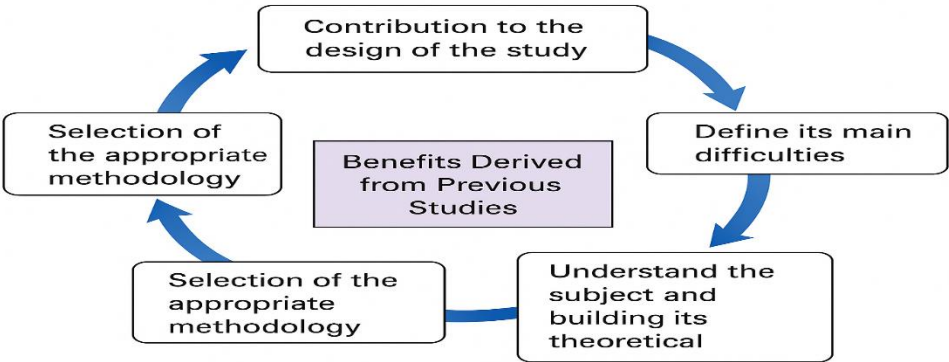 Contribution to the
design of the study
Define its main
difficulties
Understand the
subject and
building its
theoretical
Selection of the
appropriate
methodology
Selection of
the appropriate
methodology
Benefits Derived
from Previous
Studies